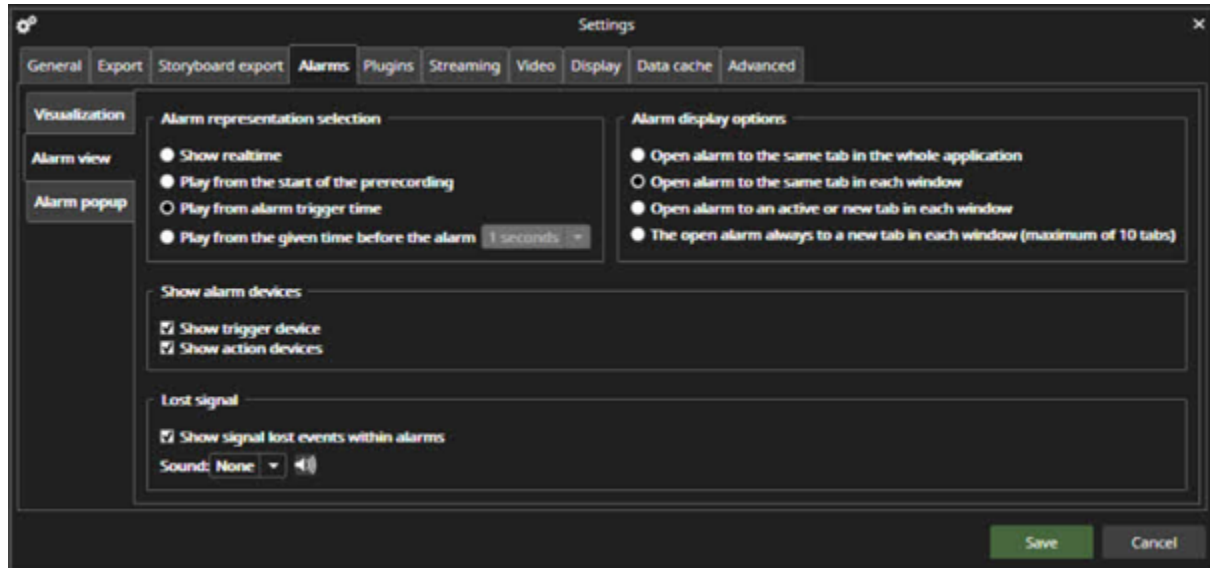 Settings
General Export Storyboard export Alarms Plugins Streaming Video Display Data cache Advanced
Visualization
Alarm view
Alarm popup
Alarm representation selection
Show realtime
Play from the start of the prerecording
Play from alarm trigger time
Play from the given time before the alarm 1 seconds
Alarm display options
Open alarm to the same tab in the whole application
Open alarm to the same tab in each window
Open alarm to an active or new tab in each window
The open alarm always to a new tab in each window (maximum of 10 tabs)
Show alarm devices
Show trigger device
Show action devices
Lost signal
Show signal lost events within alarms
Sound: None
Save Cancel